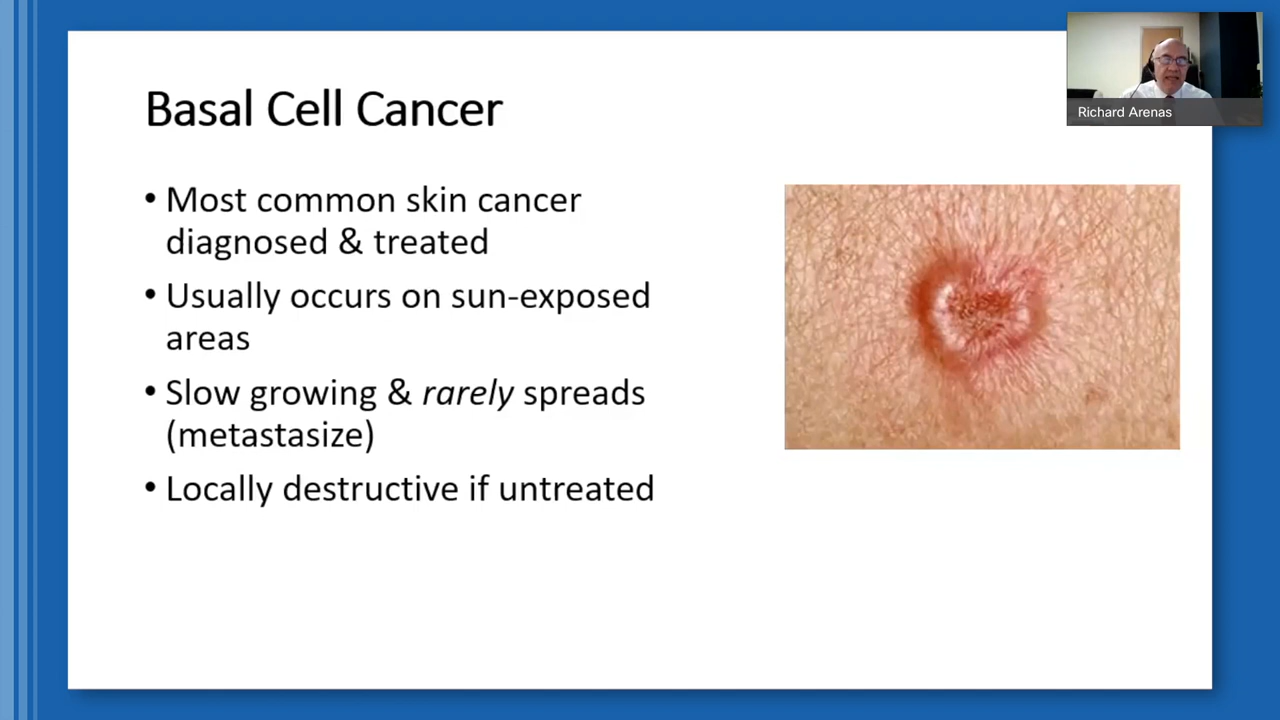 Basal Cell Cancer
• Most common skin cancer
diagnosed & treated
• Usually occurs on sun-exposed
areas
• Slow growing & rarely spreads
(metastasize)
• Locally destructive if untreated
Richard Arenas